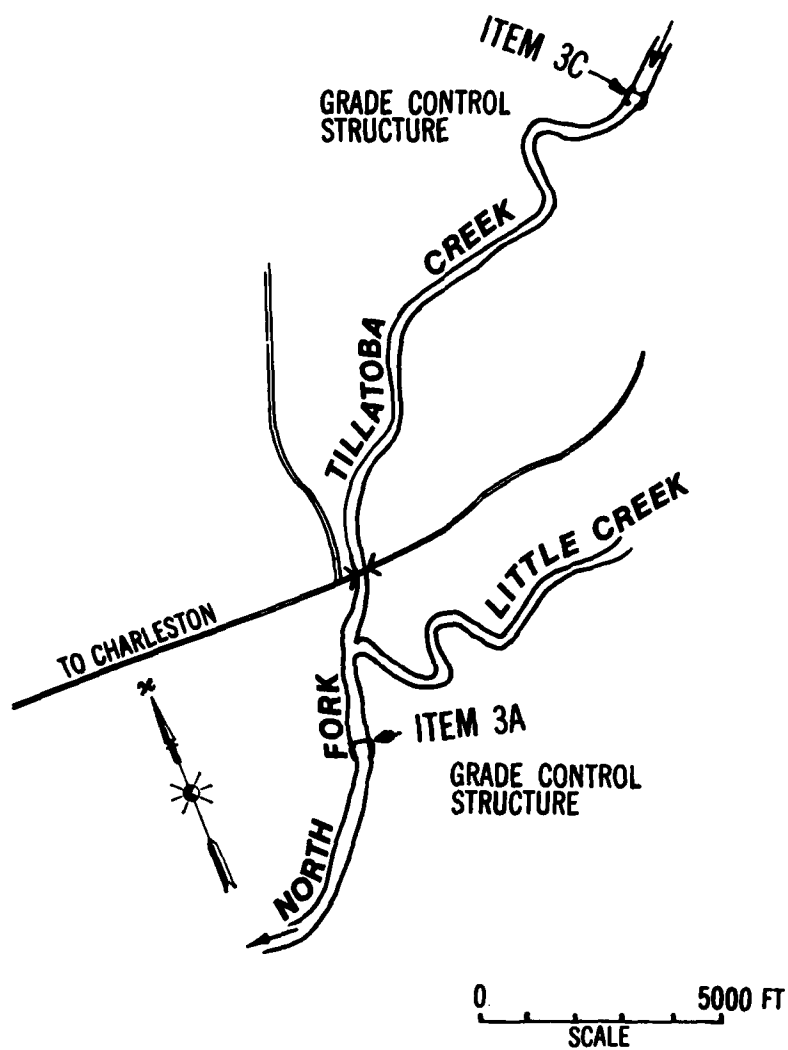 ITEM 3C
GRADE CONTROL
STRUCTURE
CREEK
TILLATOBA
LITTLE CREEK
TO CHARLESTON
N
FORK
ITEM 3A
GRADE CONTROL
STRUCTURE
NORTH
0 5000 FT
SCALE